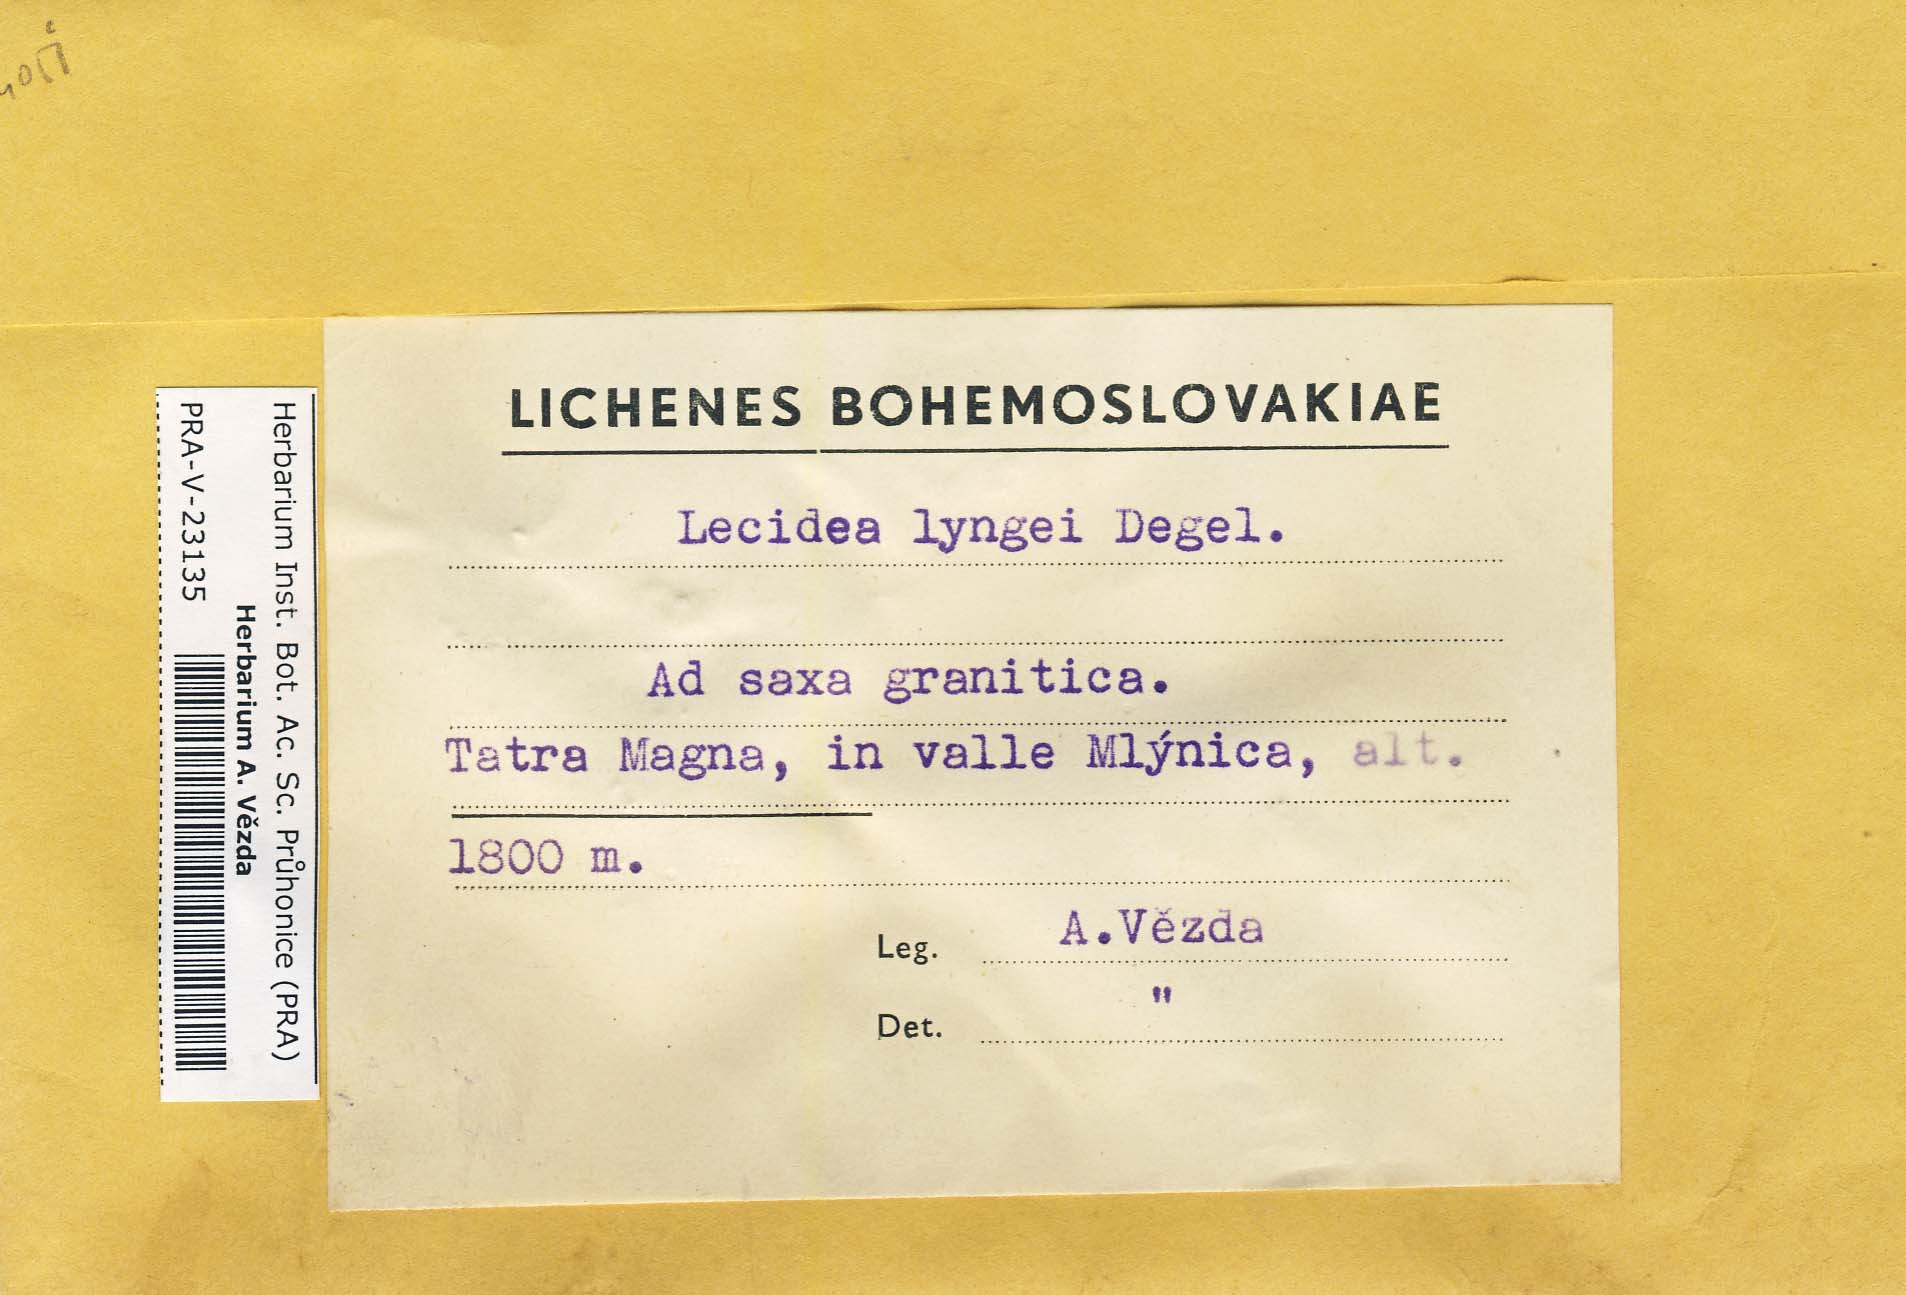 LICHENES BOHEMOSLOVAKIAE
Lecidea lyngei Degel.
Ad saxa granitica.
Tatra Magna, in valle Mlýnica, alt.
1800 m.
Leg. A.Vězda
Det. "
Herbarium Inst. Bot. Ac. Sc. Průhonice (PRA)
Herbarium A. Vězda
PRA-V-23135